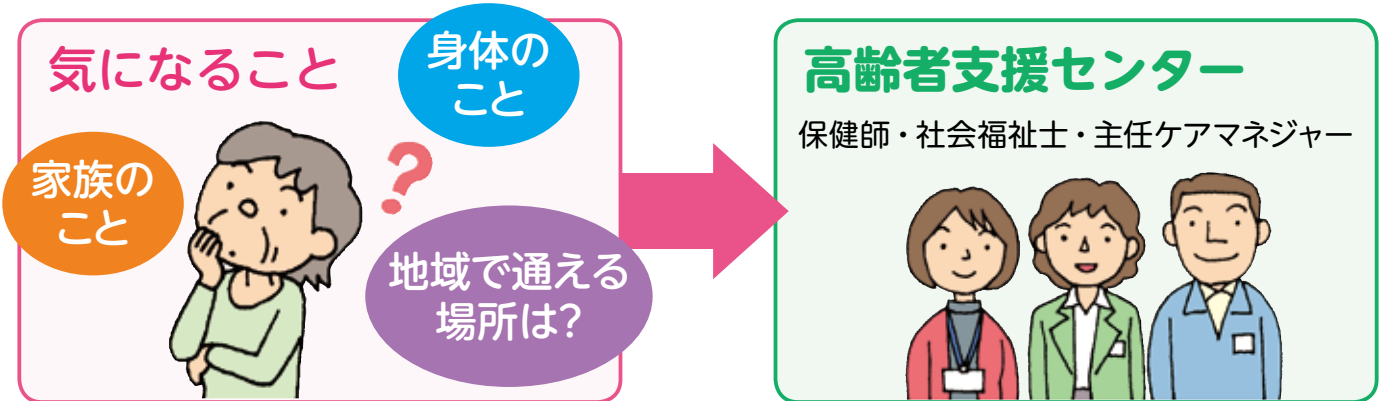 気になること
身体の
こと
家族の
こと
?
地域で通える
場所は?
高齢者支援センター
保健師・社会福祉士・主任ケアマネジャー